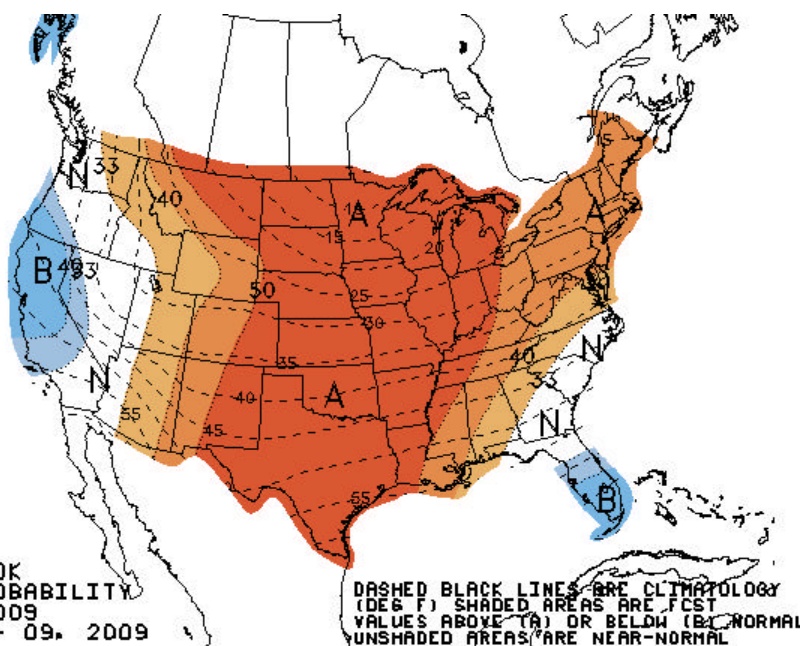 N 33
40
A
15
15
A
20
B 40 33
50
25
30
40
N
35
33
N
A
40
55
45
N
55
B
OK
OBABILITY
009
- 09, 2009
DASHED BLACK LINES ARE CLIMATOLOGY
(DEG F) SHADED AREAS ARE FCST
VALUES ABOVE (A) OR BELOW (B) NORMAL
UNSHADED AREAS ARE NEAR-NORMAL